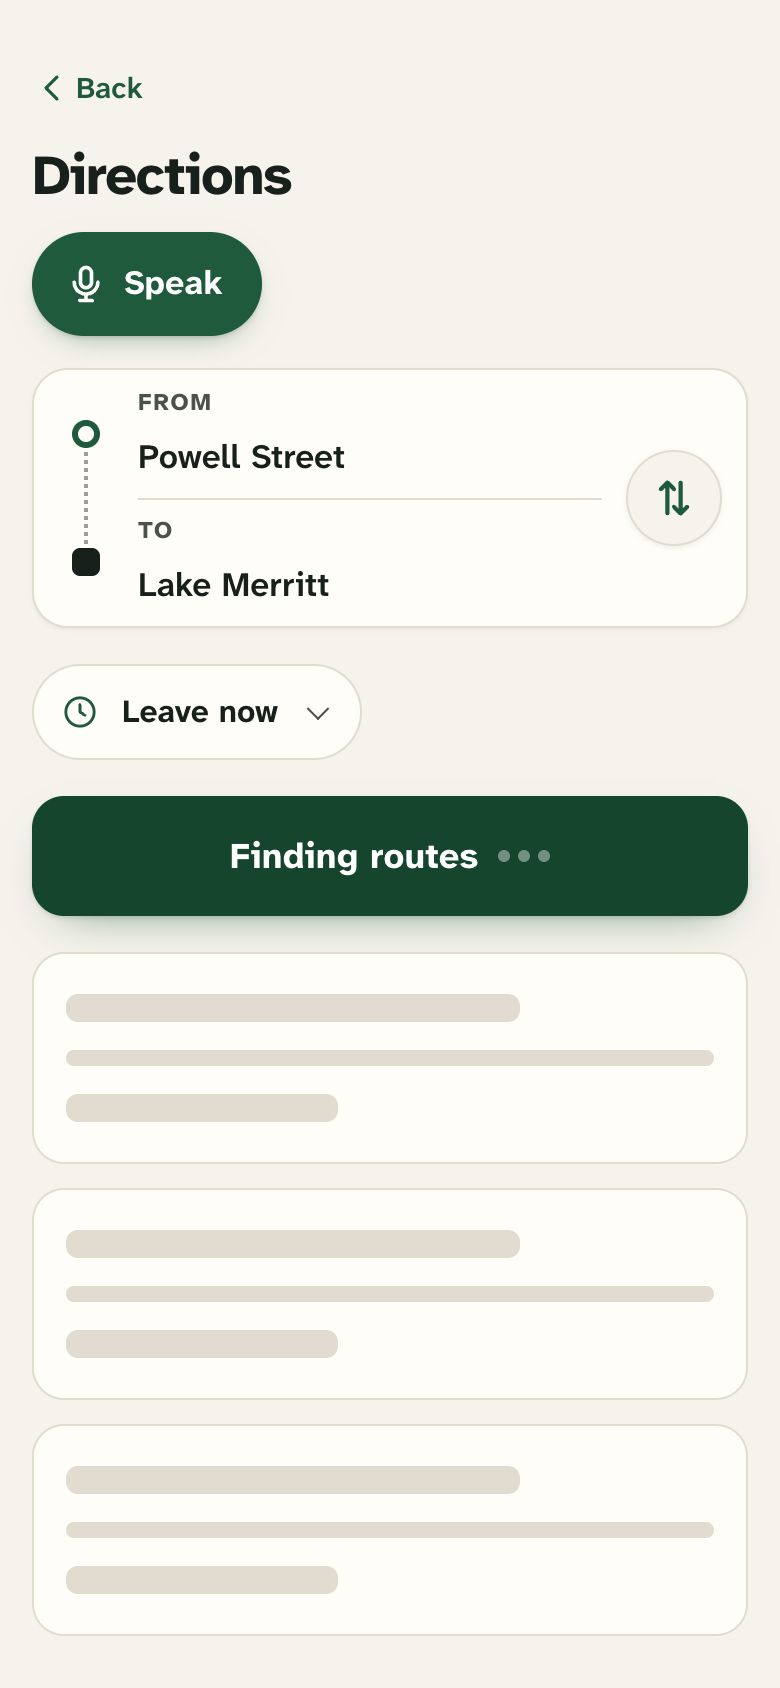 Back
Directions
Speak
FROM
Powell Street
TO
Lake Merritt
Leave now
Finding routes